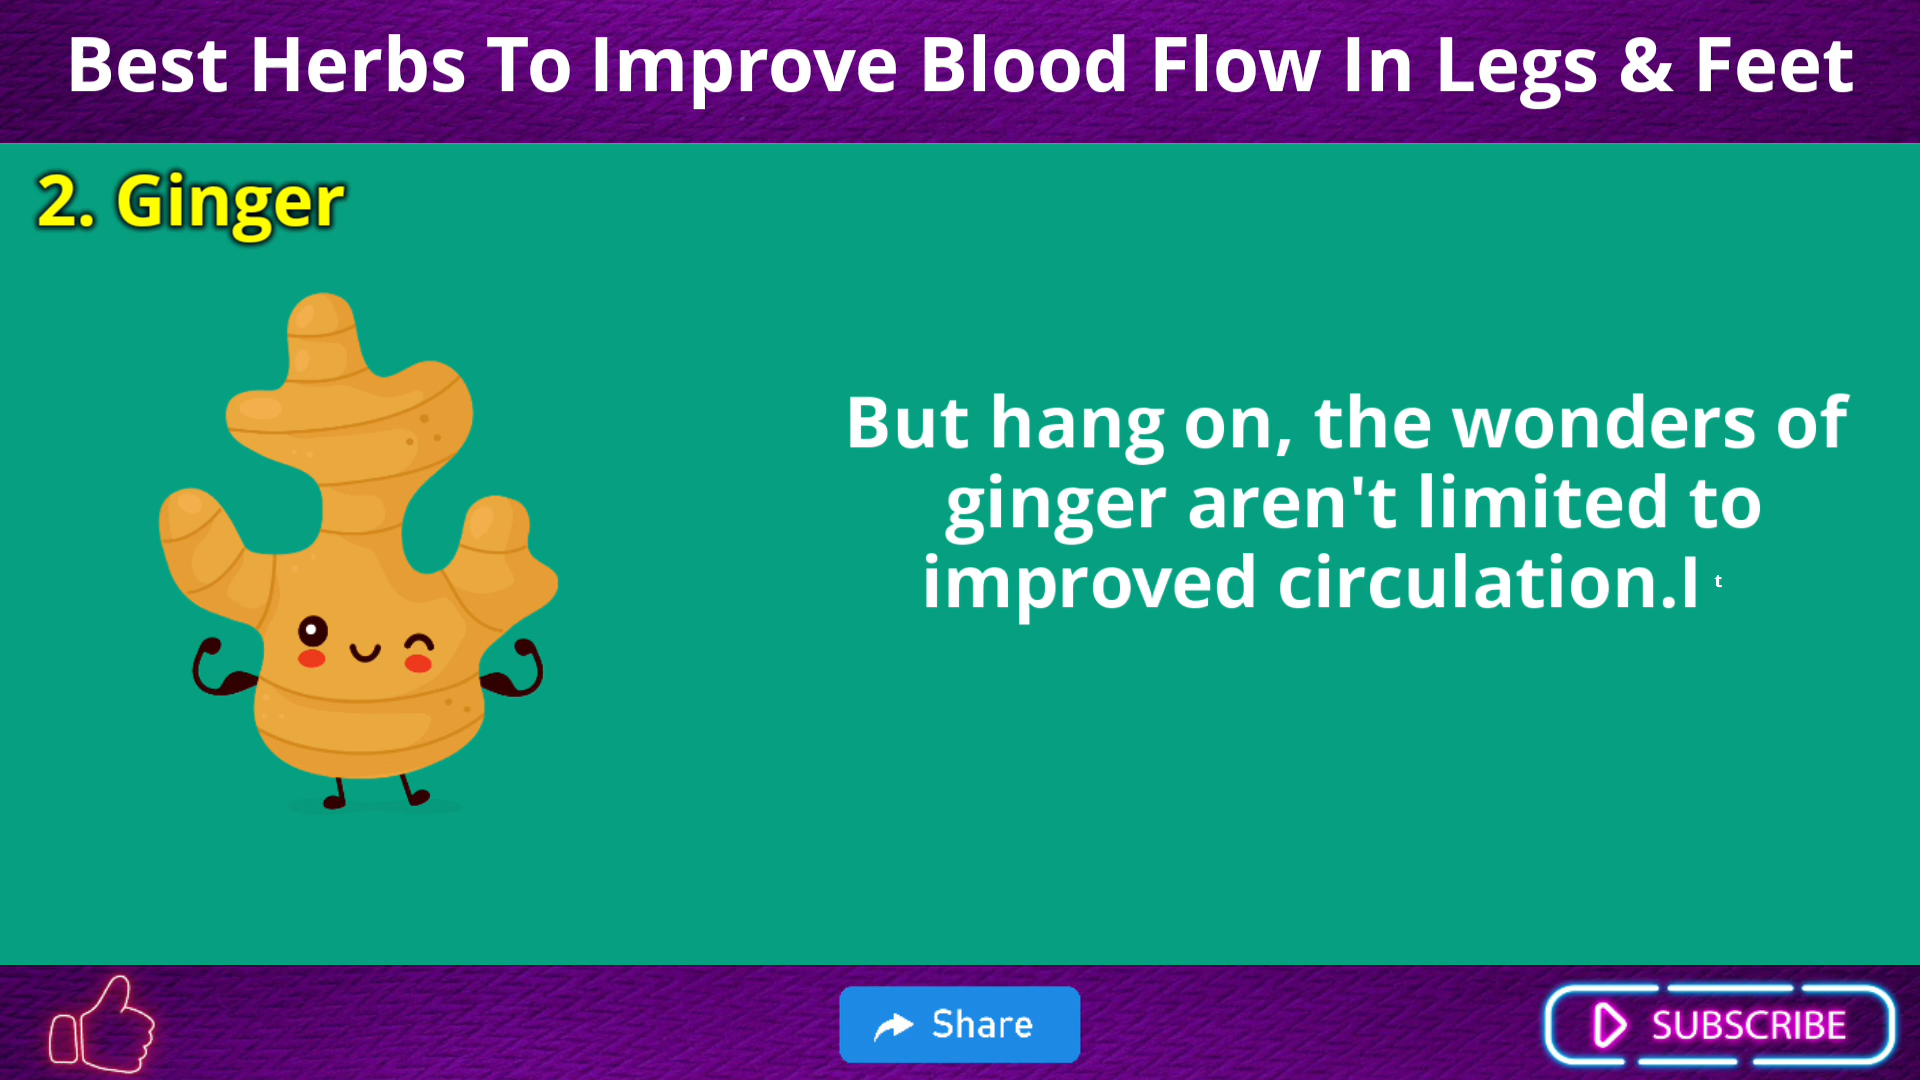 Best Herbs To Improve Blood Flow In Legs & Feet
2. Ginger
But hang on, the wonders of
ginger aren't limited to
improved circulation.I t
Share
SUBSCRIBE